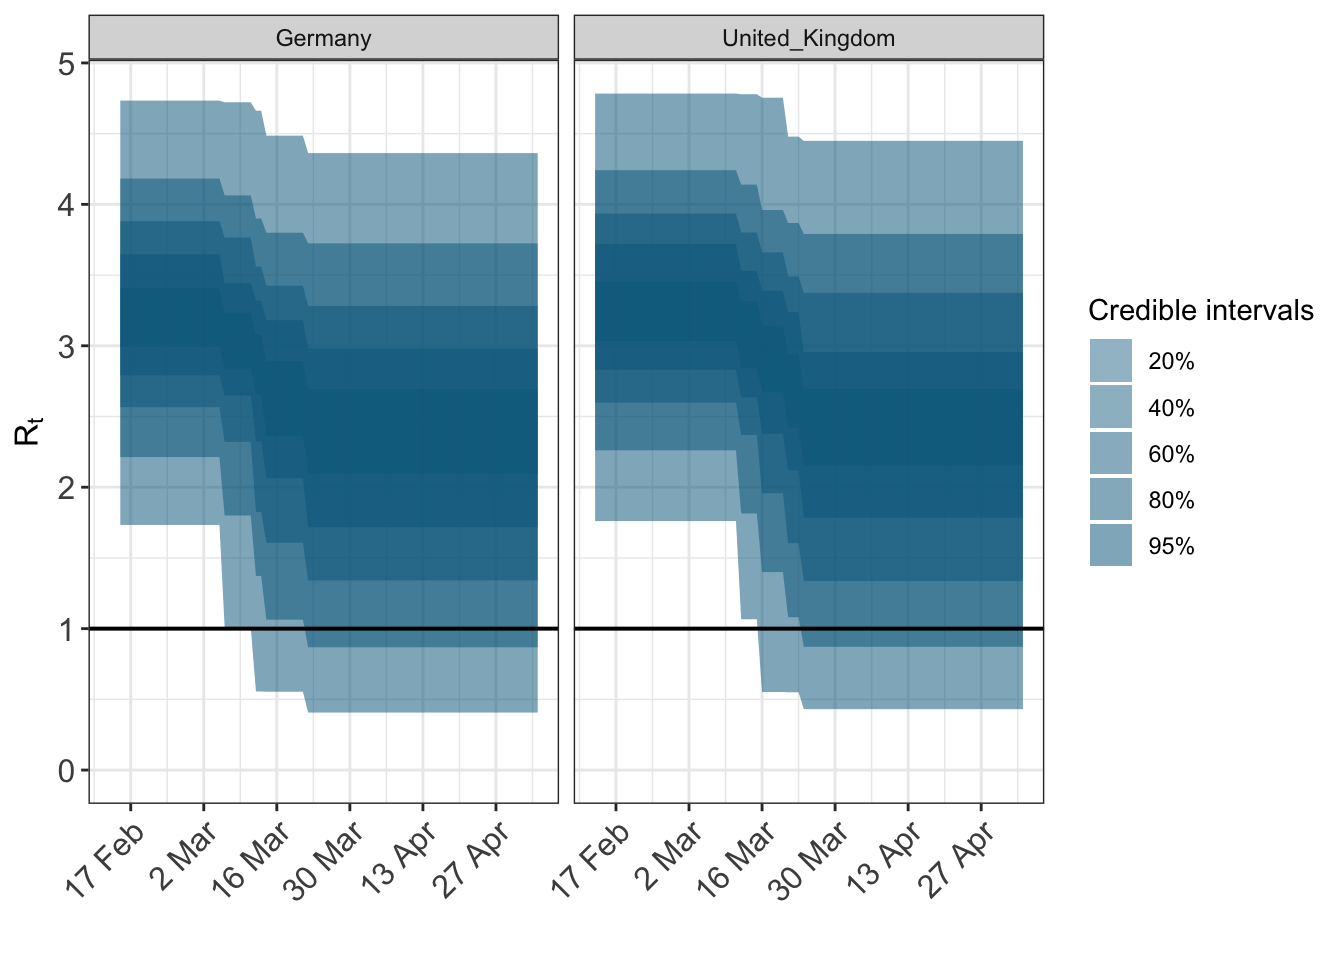 Germany
United_Kingdom
5
4
3
2
1
0
Rt
17 Feb
2 Mar
16 Mar
30 Mar
13 Apr
27 Apr
17 Feb
2 Mar
16 Mar
30 Mar
13 Apr
27 Apr
Credible intervals
20%
40%
60%
80%
95%